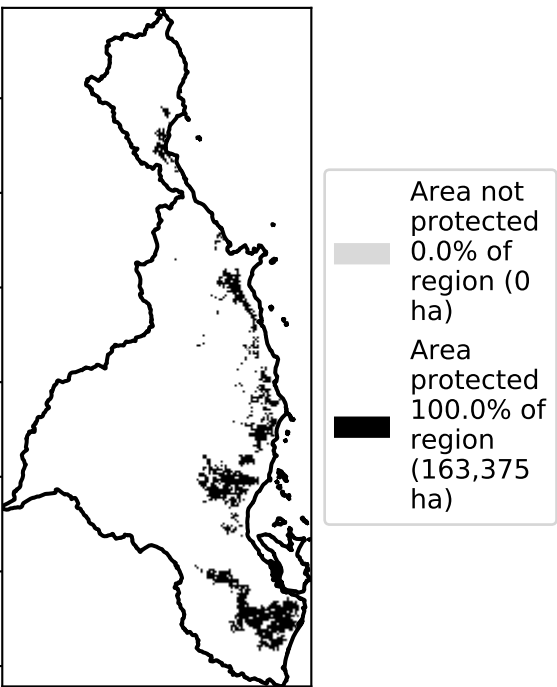 Area not
protected
0.0% of
region (0
ha)
Area
protected
100.0% of
region
(163,375
ha)